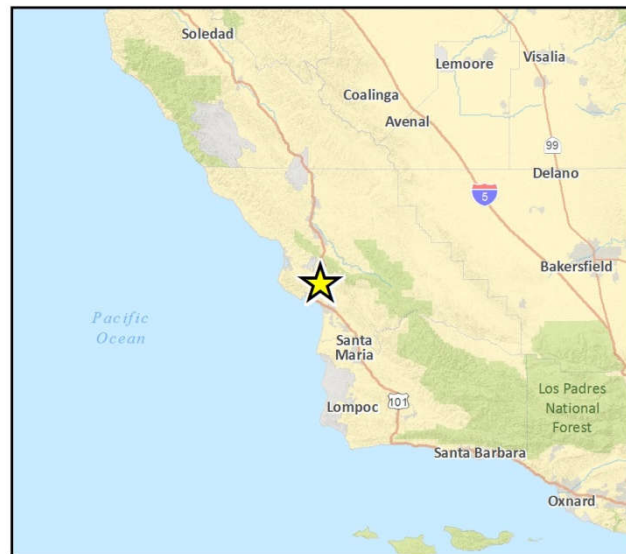 Soledad
Lemoore
Visalia
Coalinga
Avenal
99
Delano
5
Bakersfield
Pacific
Ocean
Santa
Maria
Los Padres
National
Forest
Lompoc
101
Santa Barbara
Oxnard